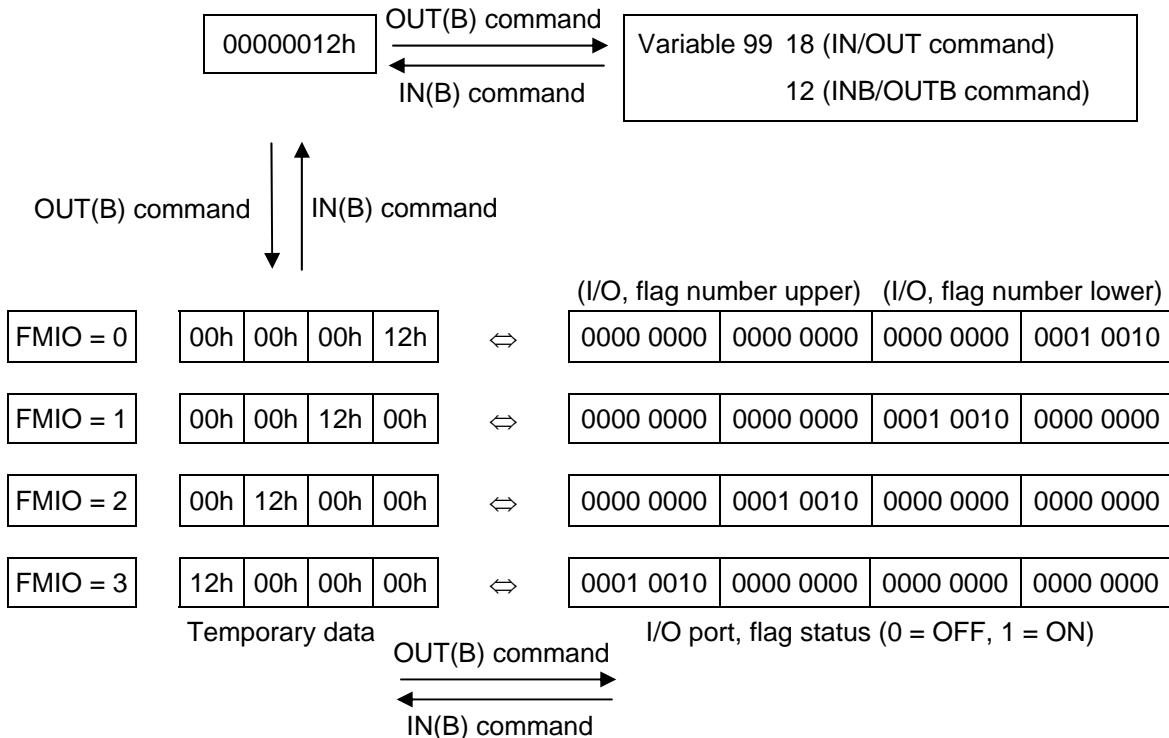 OUT(B) command
00000012h
IN(B) command
Variable 99 18 (IN/OUT command)
12 (INB/OUTB command)
OUT(B) command
IN(B) command
(I/O, flag number upper) (I/O, flag number lower)
FMIO = 0 00h 00h 00h 12h ⇔ 0000 0000 0000 0000 0000 0000 0001 0010
FMIO = 1 00h 00h 12h 00h ⇔ 0000 0000 0000 0000 0001 0010 0000 0000
FMIO = 2 00h 12h 00h 00h ⇔ 0000 0000 0001 0010 0000 0000 0000 0000
FMIO = 3 12h 00h 00h 00h ⇔ 0001 0010 0000 0000 0000 0000 0000 0000
Temporary data
I/O port, flag status (0 = OFF, 1 = ON)
OUT(B) command
IN(B) command